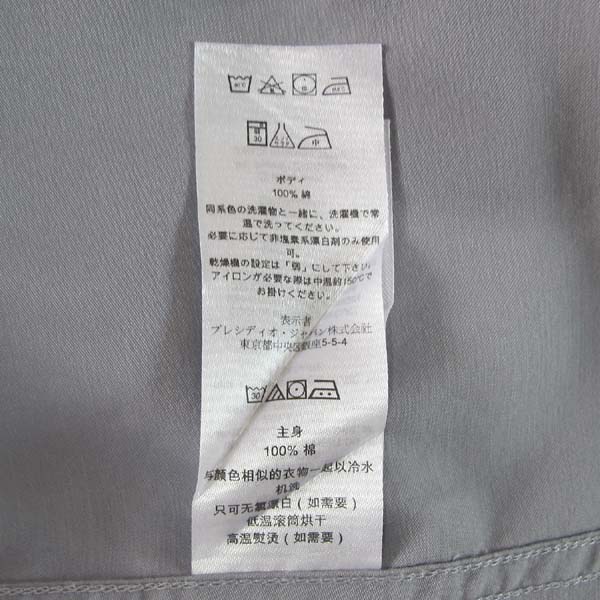 ボディ
100% 綿
同系色の洗濯物と一緒に、洗濯機で常
温で洗ってください。
必要に応じて非塩素系漂白剤のみ使用
可。
乾燥機の設定は「弱」にして下さい。
アイロンが必要な際は中温約150℃で
お掛けください。
表示者
プレシディオ・ジャパン株式会社
東京都中央区銀座5-5-4
30
主身
100% 棉
与颜色相似的衣物一起以冷水
机洗
只可无氯漂白(如需要)
低温滚筒烘干
高温熨烫(如需要)